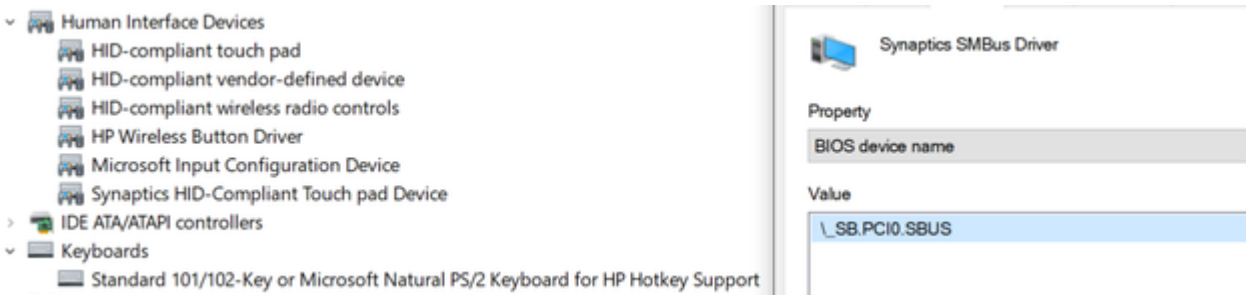 Human Interface Devices
HID-compliant touch pad
HID-compliant vendor-defined device
HID-compliant wireless radio controls
HP Wireless Button Driver
Microsoft Input Configuration Device
Synaptics HID-Compliant Touch pad Device
IDE ATA/ATAPI controllers
Keyboards
Standard 101/102-Key or Microsoft Natural PS/2 Keyboard for HP Hotkey Support
Synaptics SMBus Driver
Property
BIOS device name
Value
\_SB.PCI0.SBUS